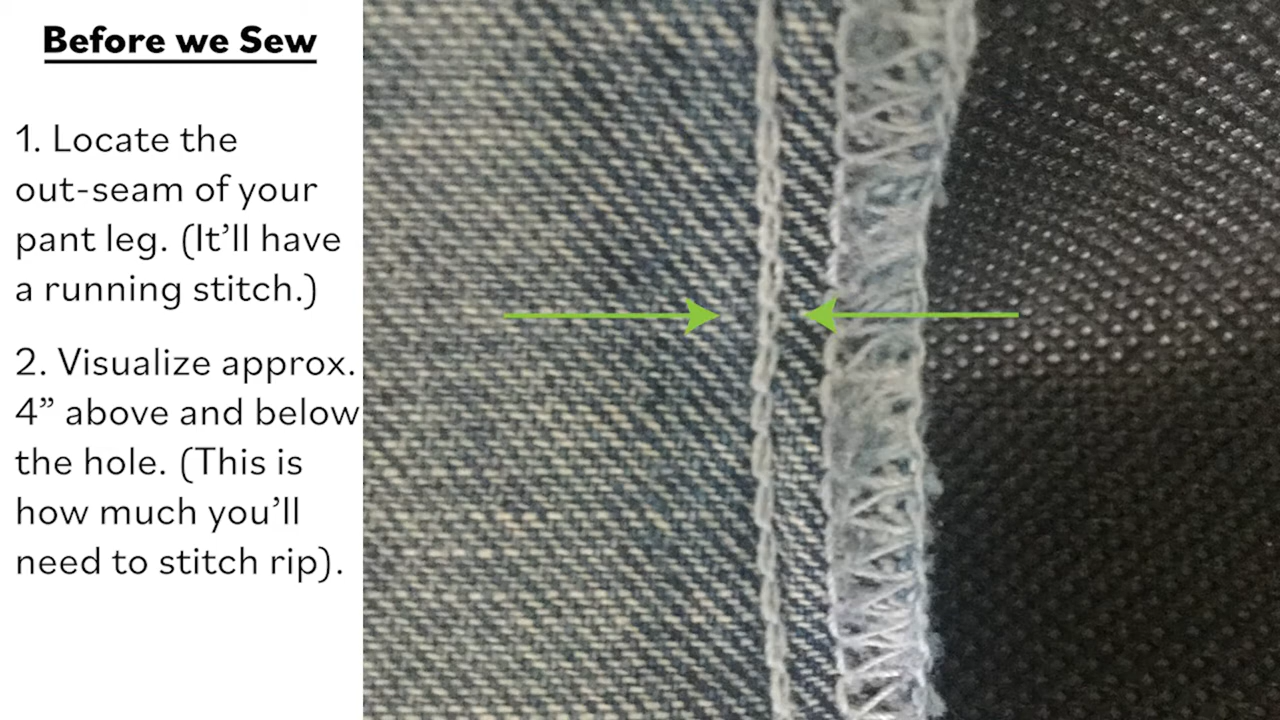 Before we Sew
1. Locate the
out-seam of your
pant leg. (It’ll have
a running stitch.)
2. Visualize approx.
4” above and below
the hole. (This is
how much you’ll
need to stitch rip).